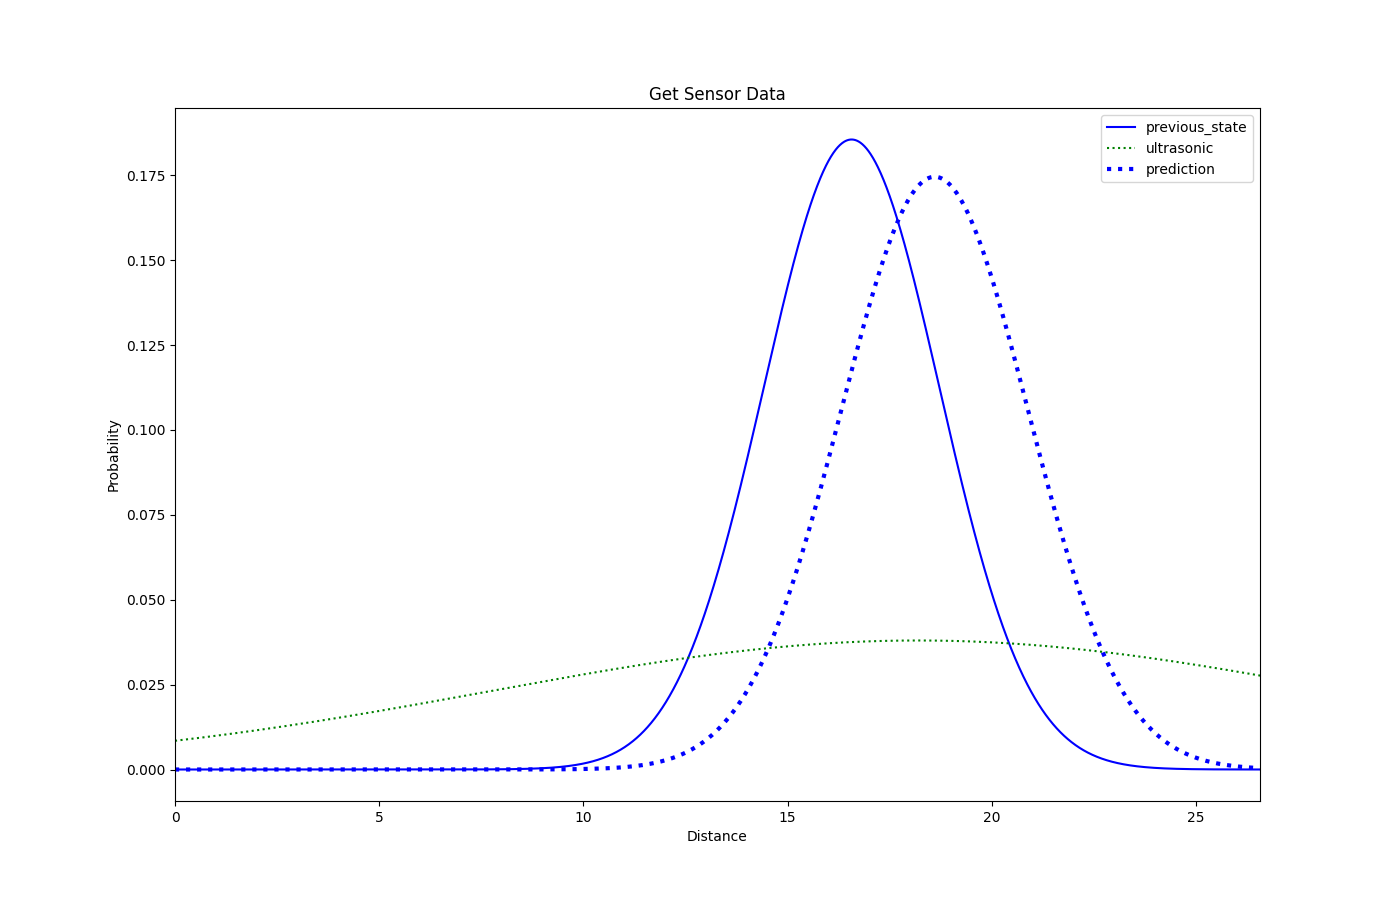 Get Sensor Data
previous_state
ultrasonic
prediction
Probability
0.175
0.150
0.125
0.100
0.075
0.050
0.025
0.000
0 5 10 15 20 25
Distance